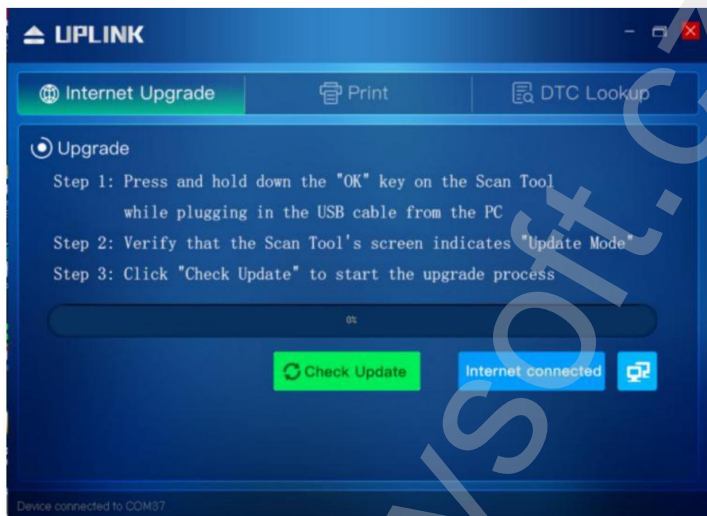 UPLINK
Internet Upgrade
Print
DTC Lookup
Upgrade
Step 1: Press and hold down the "OK" key on the Scan Tool
while plugging in the USB cable from the PC
Step 2: Verify that the Scan Tool's screen indicates "Update Mode"
Step 3: Click "Check Update" to start the upgrade process
0%
Check Update
Internet connected
Device connected to COM37